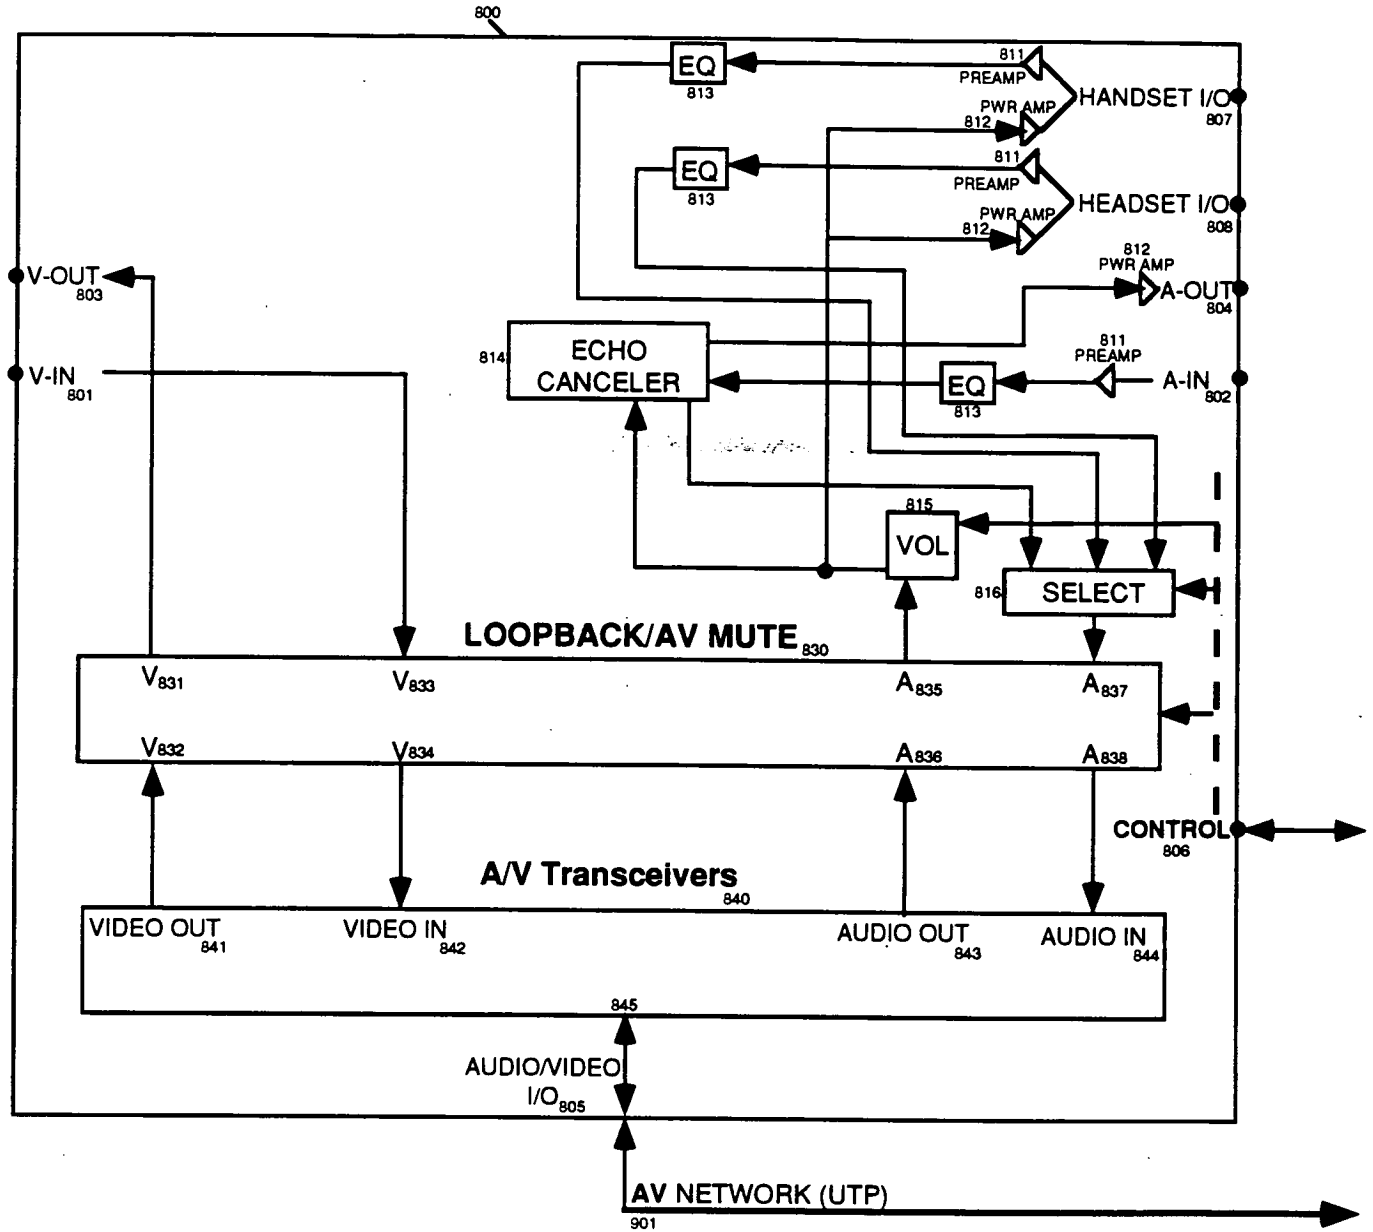 800
EQ
813
811
PREAMP
HANDSET I/O
807
PWR AMP
812
EQ
813
811
PREAMP
HEADSET I/O
808
PWR AMP
812
V-OUT
803
812
PWR AMP
A-OUT
804
V-IN
801
814
ECHO
CANCELER
EQ
813
811
PREAMP
A-IN
802
815
VOL
816
SELECT
LOOPBACK/AV MUTE
830
V831
V833
A835
A837
V832
V834
A836
A838
CONTROL
806
A/V Transceivers
840
VIDEO OUT
841
VIDEO IN
842
AUDIO OUT
843
AUDIO IN
844
845
AUDIO/VIDEO
I/O805
AV NETWORK (UTP)
901